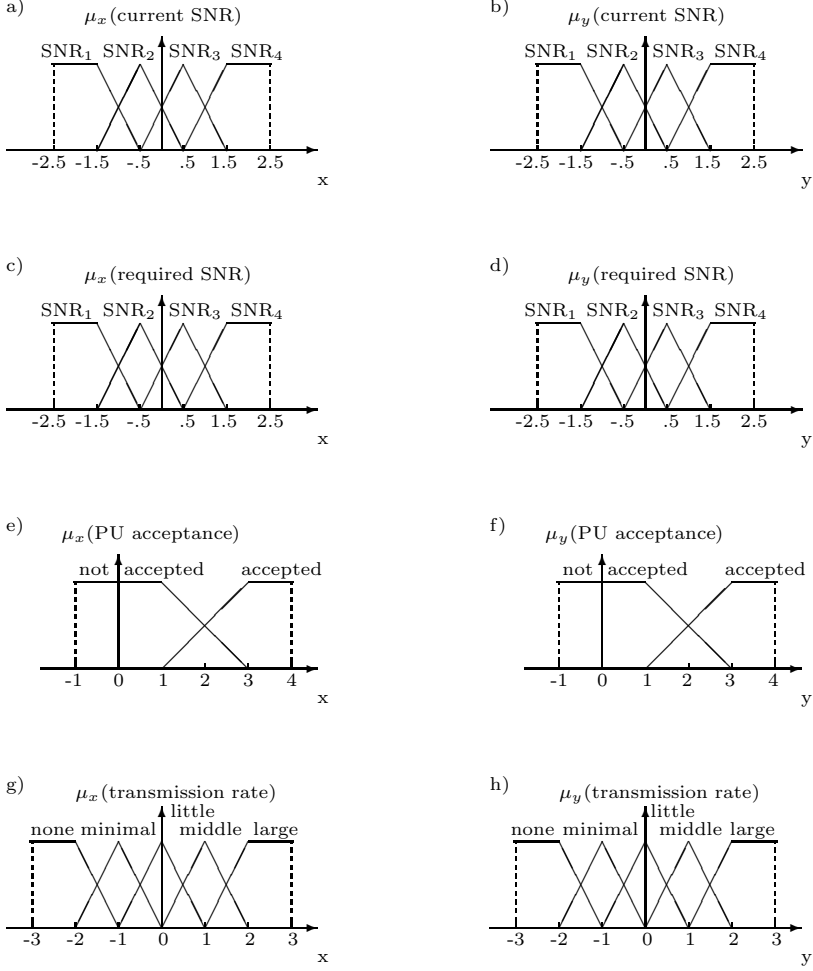 a)
μx(current SNR)
SNR1 SNR2 SNR3 SNR4
-2.5 -1.5 -.5 .5 1.5 2.5
x
b)
μy(current SNR)
SNR1 SNR2 SNR3 SNR4
-2.5 -1.5 -.5 .5 1.5 2.5
y
c)
μx(required SNR)
SNR1 SNR2 SNR3 SNR4
-2.5 -1.5 -.5 .5 1.5 2.5
x
d)
μy(required SNR)
SNR1 SNR2 SNR3 SNR4
-2.5 -1.5 -.5 .5 1.5 2.5
y
e)
μx(PU acceptance)
not accepted accepted
-1 0 1 2 3 4
x
f)
μy(PU acceptance)
not accepted accepted
-1 0 1 2 3 4
y
g)
μx(transmission rate)
little
none minimal middle large
-3 -2 -1 0 1 2 3
x
h)
μy(transmission rate)
little
none minimal middle large
-3 -2 -1 0 1 2 3
y